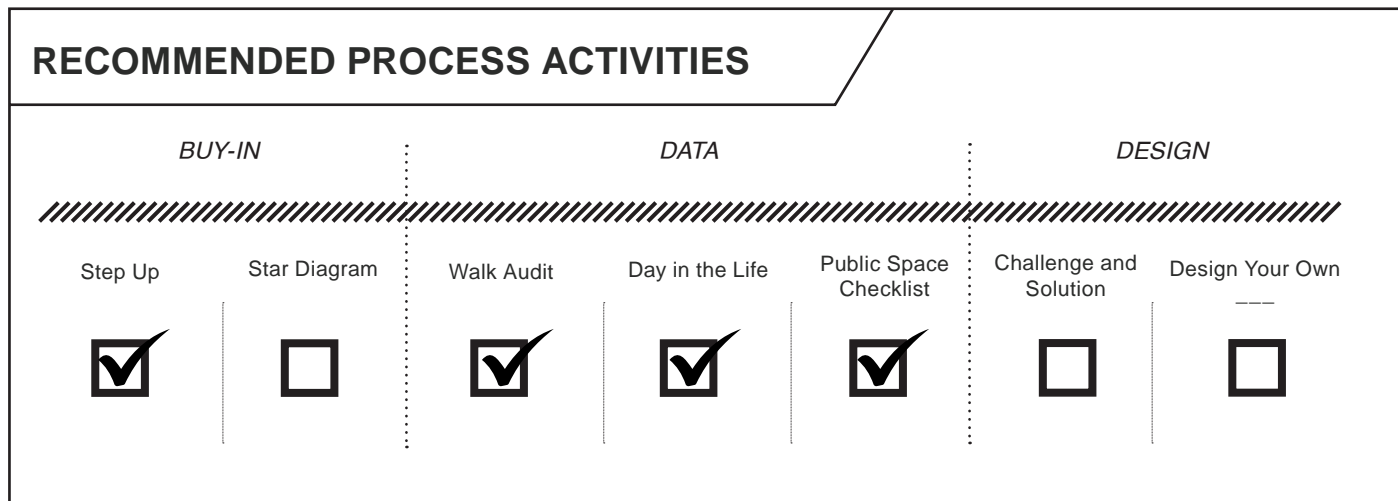 RECOMMENDED PROCESS ACTIVITIES
BUY-IN
DATA
DESIGN
Step Up
Star Diagram
Walk Audit
Day in the Life
Public Space
Checklist
Challenge and
Solution
Design Your Own
___